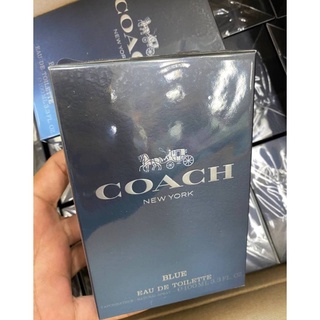 COACH
NEW YORK
BLUE
EAU DE TOILETTE